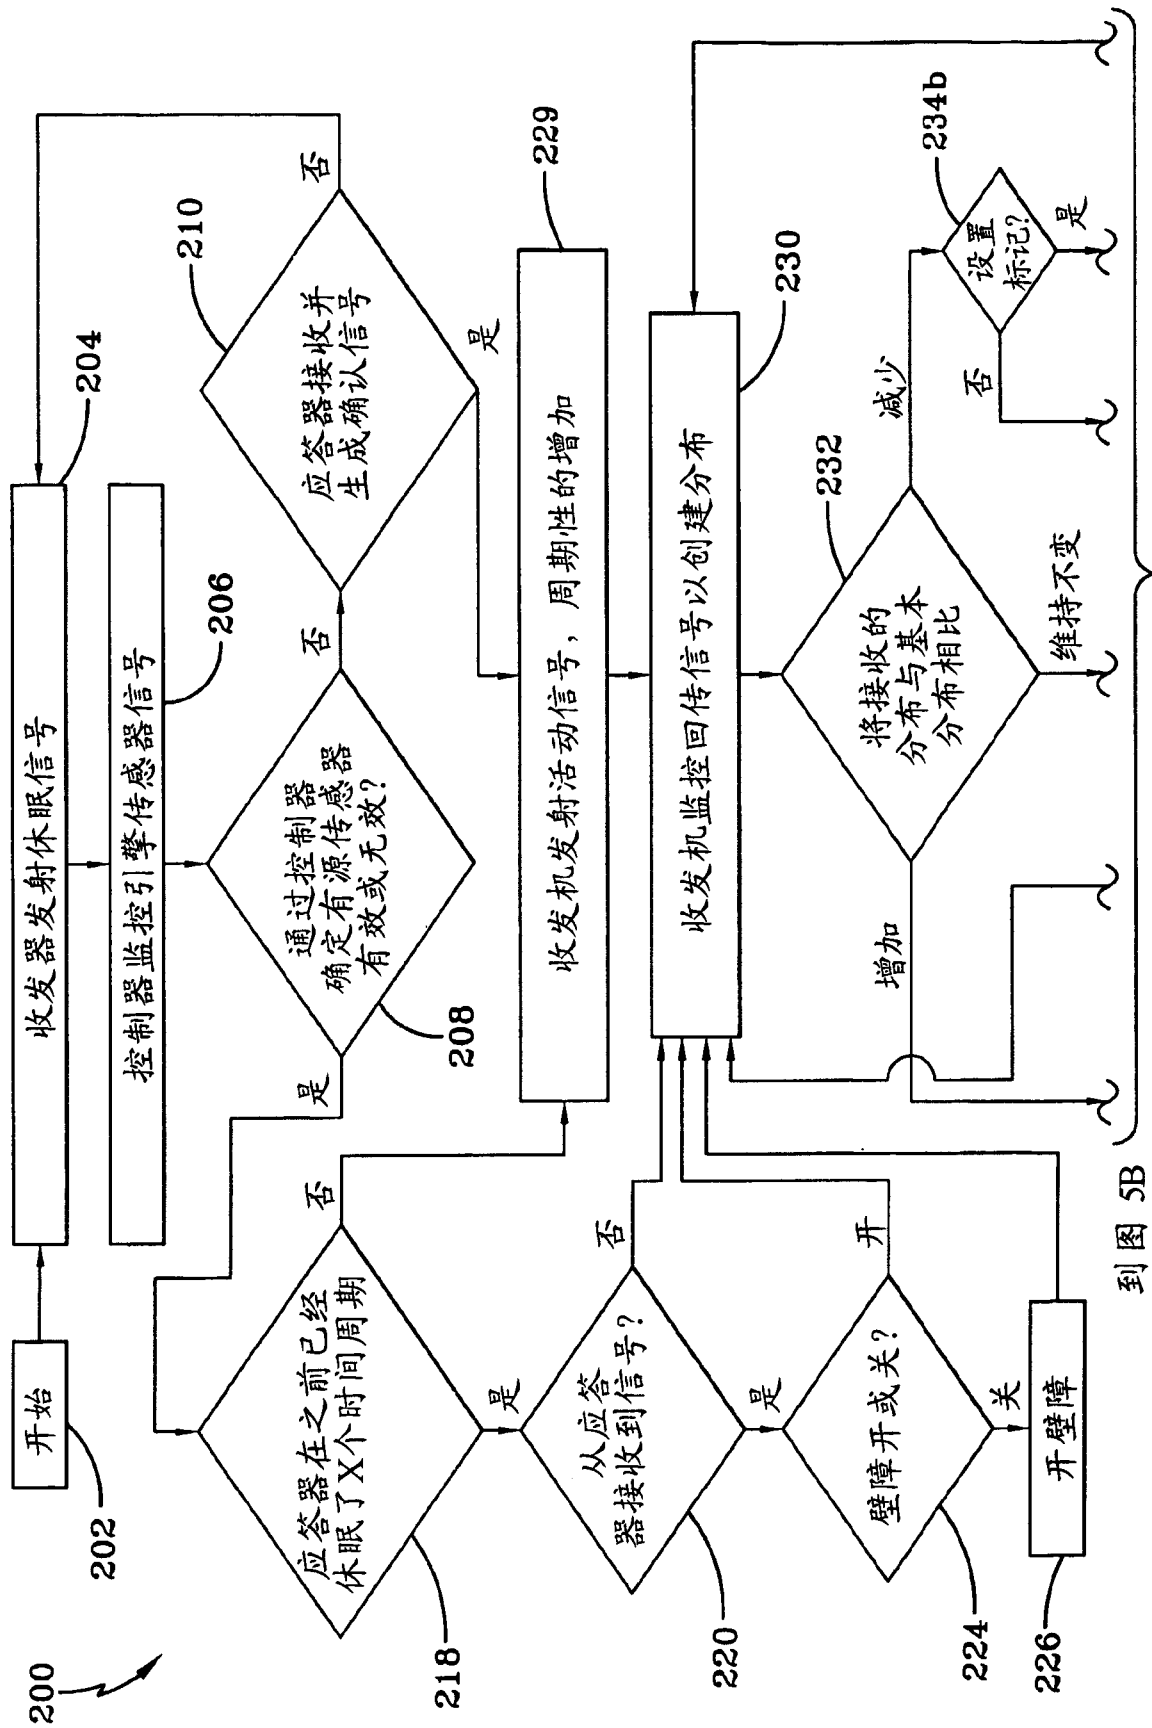 200
202
开始
收发器发射休眠信号
204
控制器监控引擎传感器信号
206
通过控制器
确定有源传感器
有效或无效?
208
是
否
应答器接收并
生成确认信号
210
否
是
应答器在之前已经
休眠了X个时间周期
218
否
是
收发机发射活动信号，周期性的增加
229
从应答
器接收到信号?
220
否
是
收发机监控回传信号以创建分布
230
壁障开或关?
224
开
关
开壁障
226
将接收的
分布与基本
分布相比
232
增加
维持不变
减少
设置
标记?
234b
否
是
到图 5B